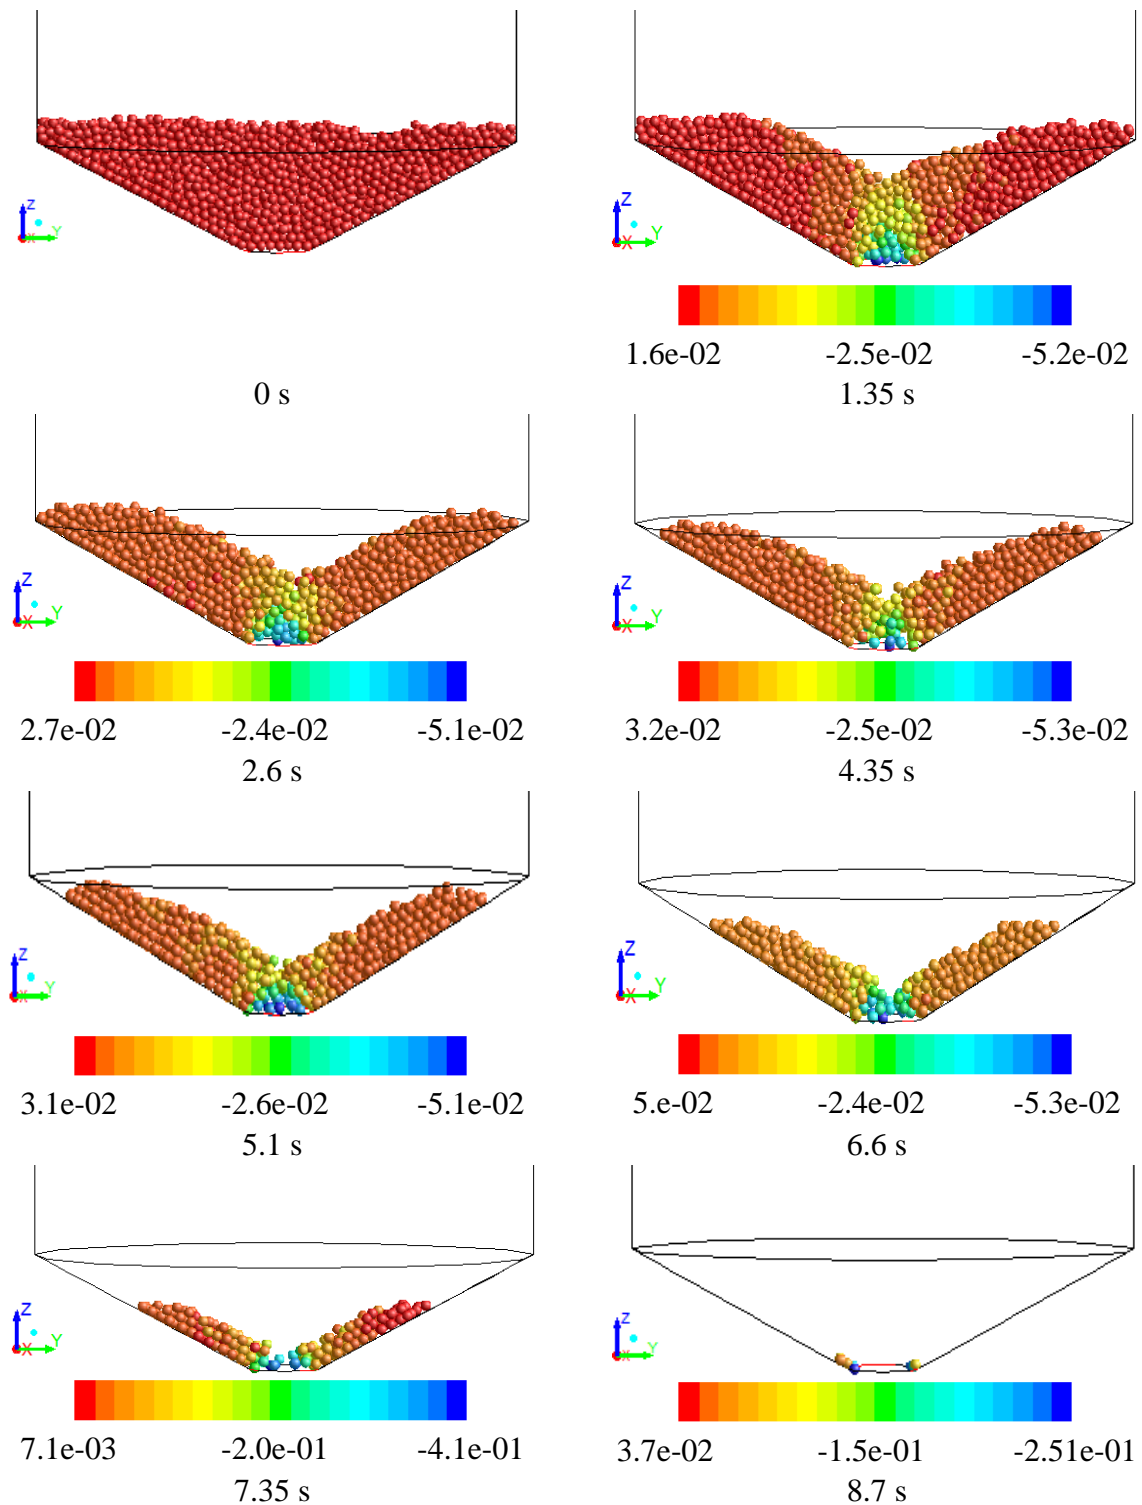 Z
X
Y
Z
X
Y
1.6e-02 -2.5e-02 -5.2e-02
0 s
1.35 s
Z
X
Y
Z
X
Y
2.7e-02 -2.4e-02 -5.1e-02
3.2e-02 -2.5e-02 -5.3e-02
2.6 s
4.35 s
Z
X
Y
Z
X
Y
3.1e-02 -2.6e-02 -5.1e-02
5.e-02 -2.4e-02 -5.3e-02
5.1 s
6.6 s
Z
X
Y
Z
X
Y
7.1e-03 -2.0e-01 -4.1e-01
3.7e-02 -1.5e-01 -2.51e-01
7.35 s
8.7 s